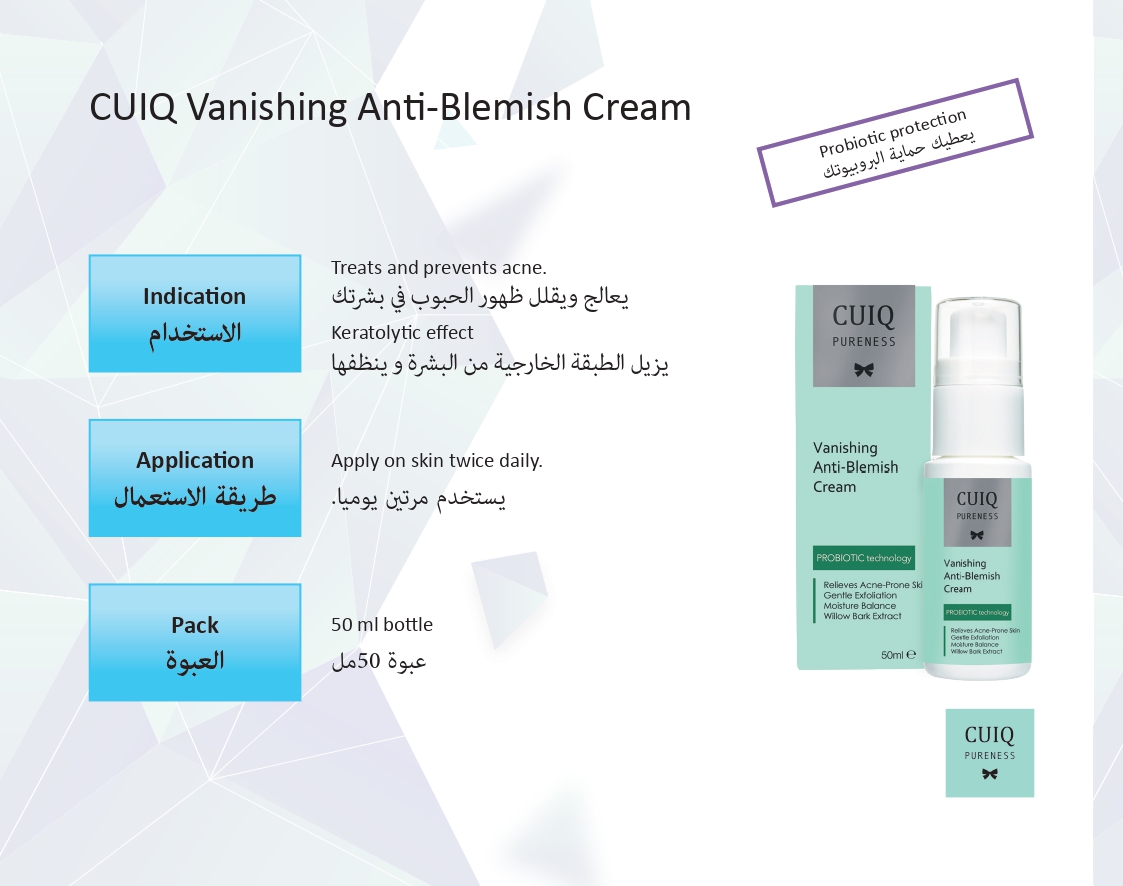 CUIQ Vanishing Anti-Blemish Cream
Probiotic protection
يعطيك حماية البروبيوتك
Indication
الاستخدام
Treats and prevents acne.
يعالج ويقلل ظهور الحبوب في بشرتك
Keratolytic effect
يزيل الطبقة الخارجية من البشرة و ينظفها
Application
طريقة الاستعمال
Apply on skin twice daily.
يستخدم مرتين يوميا.
Pack
العبوة
50 ml bottle
عبوة 50مل
CUIQ
PURENESS
Vanishing
Anti-Blemish
Cream
PROBIOTIC technology
Relieves Acne-Prone Ski
Gentle Exfoliation
Moisture Balance
Willow Bark Extract
50ml ℮
CUIQ
PURENESS
Vanishing
Anti-Blemish
Cream
PROBIOTIC technology
Relieves Acne-Prone Skin
Gentle Exfoliation
Moisture Balance
Willow Bark Extract
CUIQ
PURENESS